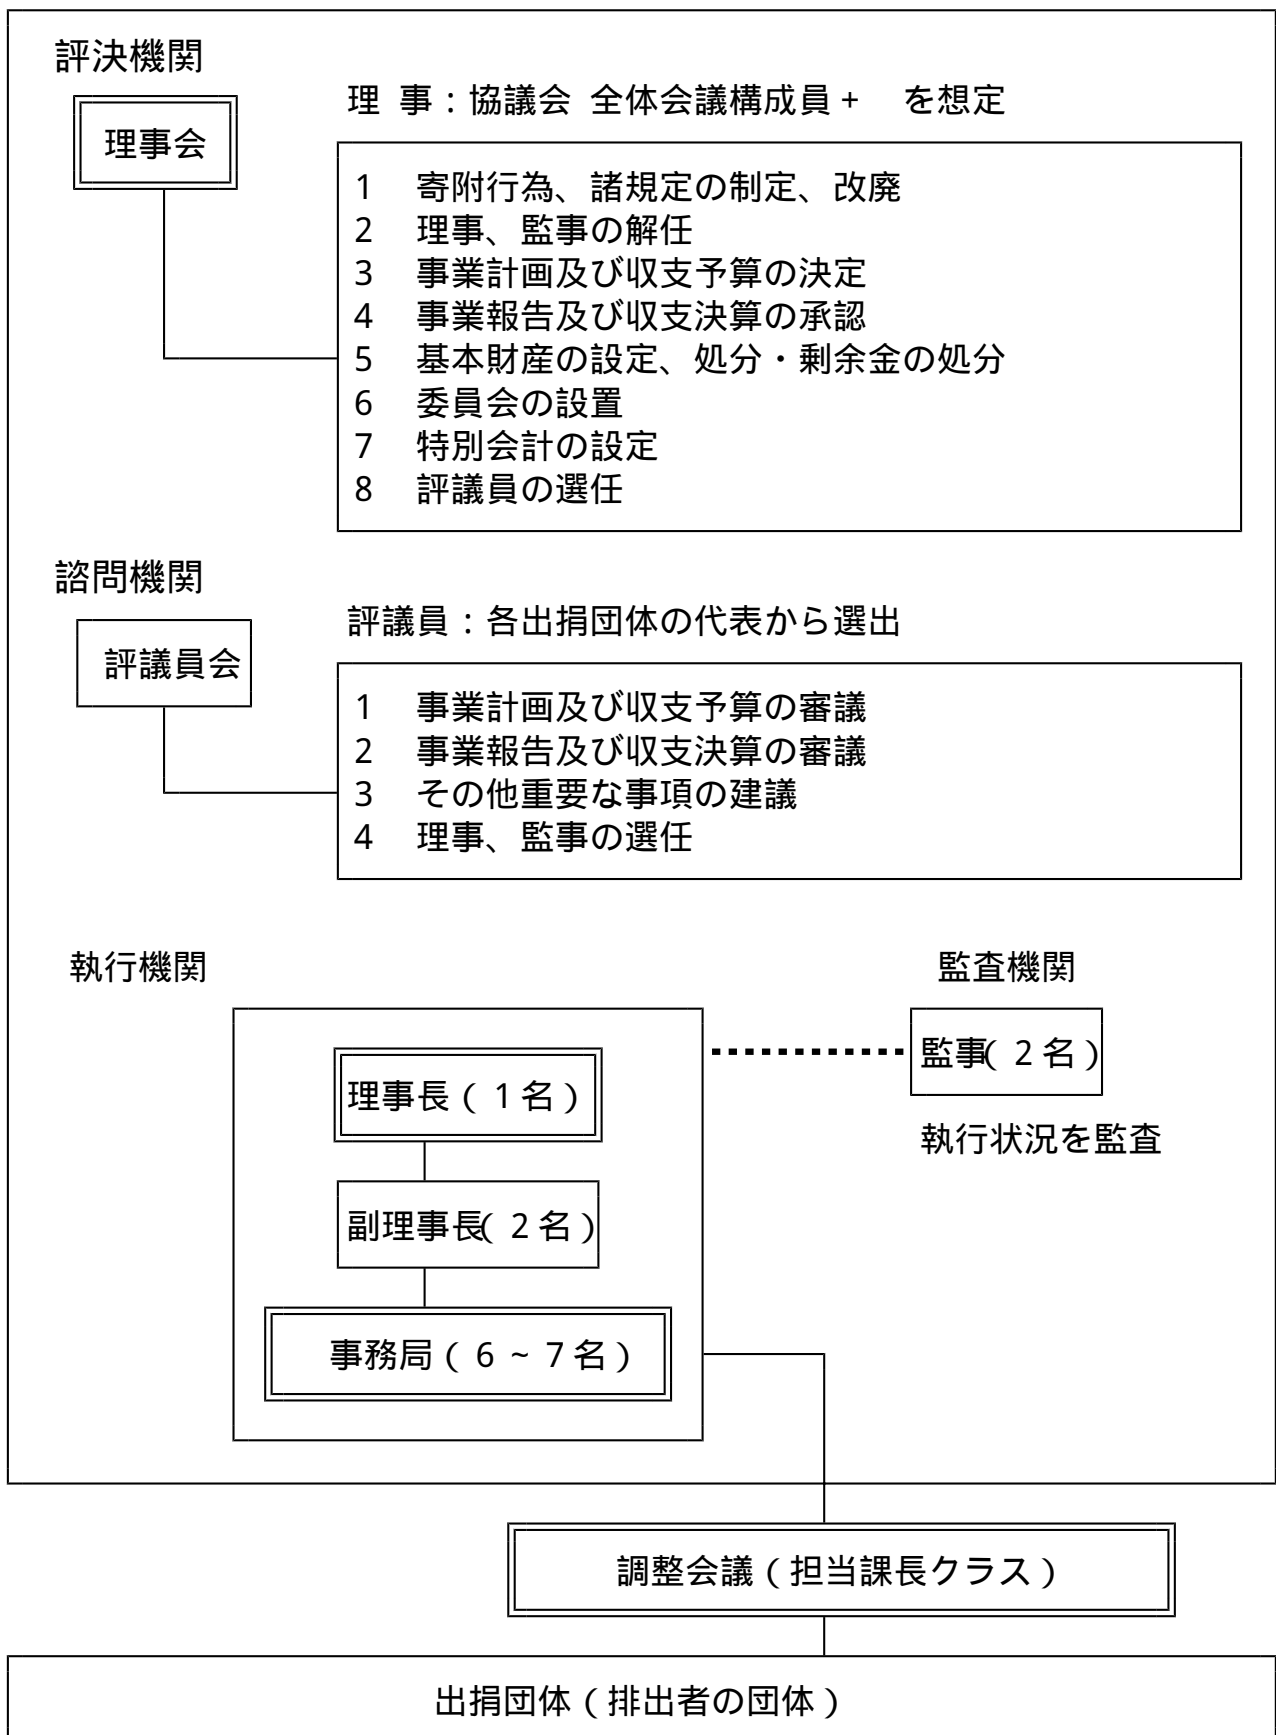 評決機関
理 事：協議会 全体会議構成員+ を想定
理事会
1 寄附行為、諸規定の制定、改廃
2 理事、監事の解任
3 事業計画及び収支予算の決定
4 事業報告及び収支決算の承認
5 基本財産の設定、処分・剰余金の処分
6 委員会の設置
7 特別会計の設定
8 評議員の選任
諮問機関
評議員：各出捐団体の代表から選出
評議員会
1 事業計画及び収支予算の審議
2 事業報告及び収支決算の審議
3 その他重要な事項の建議
4 理事、監事の選任
執行機関
監査機関
監事(2名)
理事長(1名)
執行状況を監査
副理事長(2名)
事務局(6~7名)
調整会議(担当課長クラス)
出捐団体(排出者の団体)